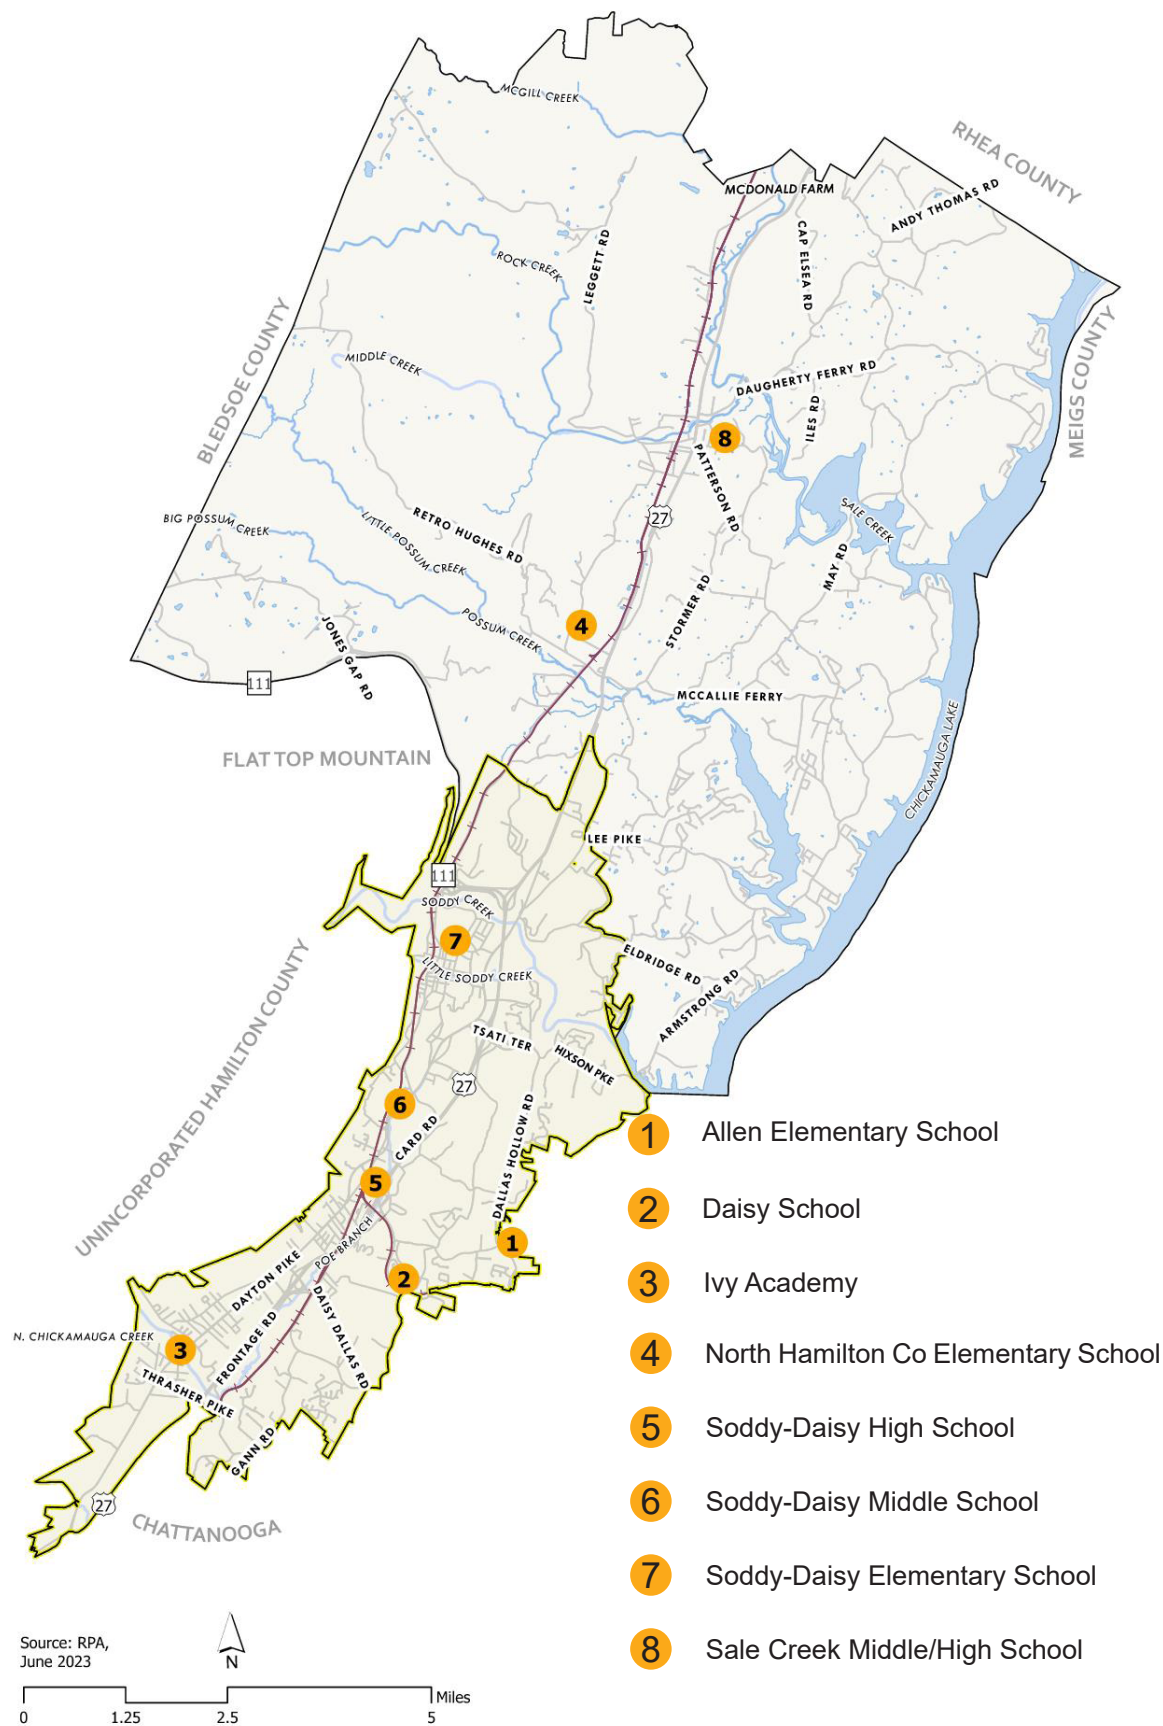 MCGILL CREEK
RHEA COUNTY
MCDONALD FARM
ANDY THOMAS RD
CAP ELSEA RD
LEGGETT RD
ROCK CREEK
BLEDSOE COUNTY
MEIGS COUNTY
MIDDLE CREEK
DAUGHERTY FERRY RD
ILES RD
8
PATTERSON RD
SALE CREEK
27
BIG POSSUM CREEK
LITTLE POSSUM CREEK
RETRO HUGHES RD
MAY RD
STORMER RD
4
POSSUM CREEK
JONES GAP RD
111
MCCALLIE FERRY
CHICKAMAUGA LAKE
FLAT TOP MOUNTAIN
LEE PIKE
111
SODDY CREEK
7
LITTLE SODDY CREEK
ELDRIDGE RD
ARMSTRONG RD
UNINCORPORATED HAMILTON COUNTY
TSATI TER
HIXSON PKE
27
6
CARD RD
DALLAS HOLLOW RD
5
POE BRANCH
1
2
DAYTON PIKE
DAISY DALLAS RD
FRONTAGE RD
N. CHICKAMAUGA CREEK
3
THRASHER PIKE
GANN RD
27
CHATTANOOGA
1 Allen Elementary School
2 Daisy School
3 Ivy Academy
4 North Hamilton Co Elementary School
5 Soddy-Daisy High School
6 Soddy-Daisy Middle School
7 Soddy-Daisy Elementary School
8 Sale Creek Middle/High School
Source: RPA,
June 2023
N
Miles
0 1.25 2.5 5